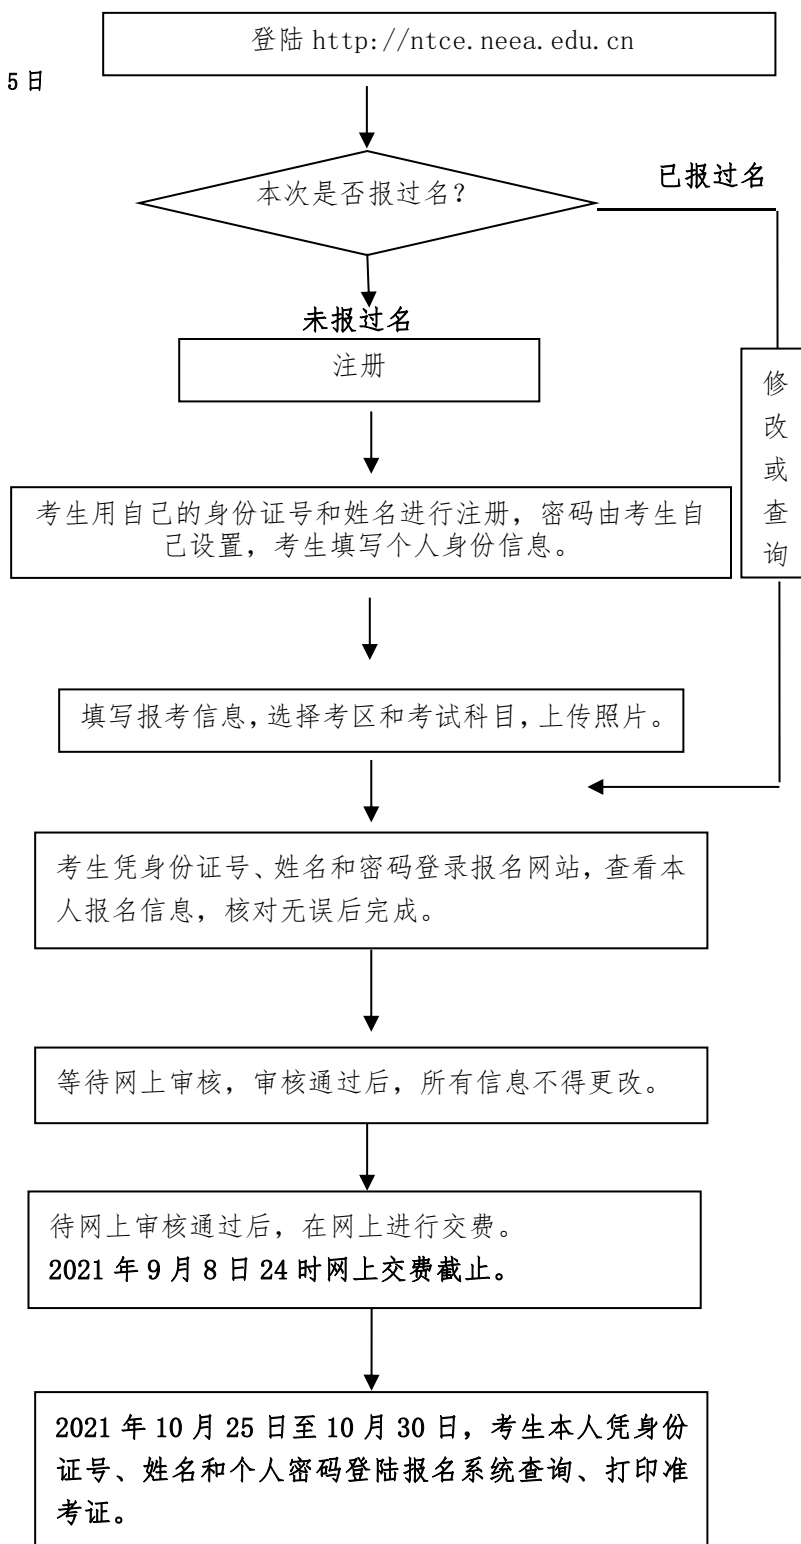 登陆 http://ntce.neea.edu.cn
5 日
本次是否报过名？
已报过名
未报过名
注册
修
改
或
查
询
考生用自己的身份证号和姓名进行注册，密码由考生自
己设置，考生填写个人身份信息。
填写报考信息，选择考区和考试科目，上传照片。
考生凭身份证号、姓名和密码登录报名网站，查看本
人报名信息，核对无误后完成。
等待网上审核，审核通过后，所有信息不得更改。
待网上审核通过后，在网上进行交费。
2021 年 9 月 8 日 24 时网上交费截止。
2021 年 10 月 25 日至 10 月 30 日，考生本人凭身份
证号、姓名和个人密码登陆报名系统查询、打印准
考证。